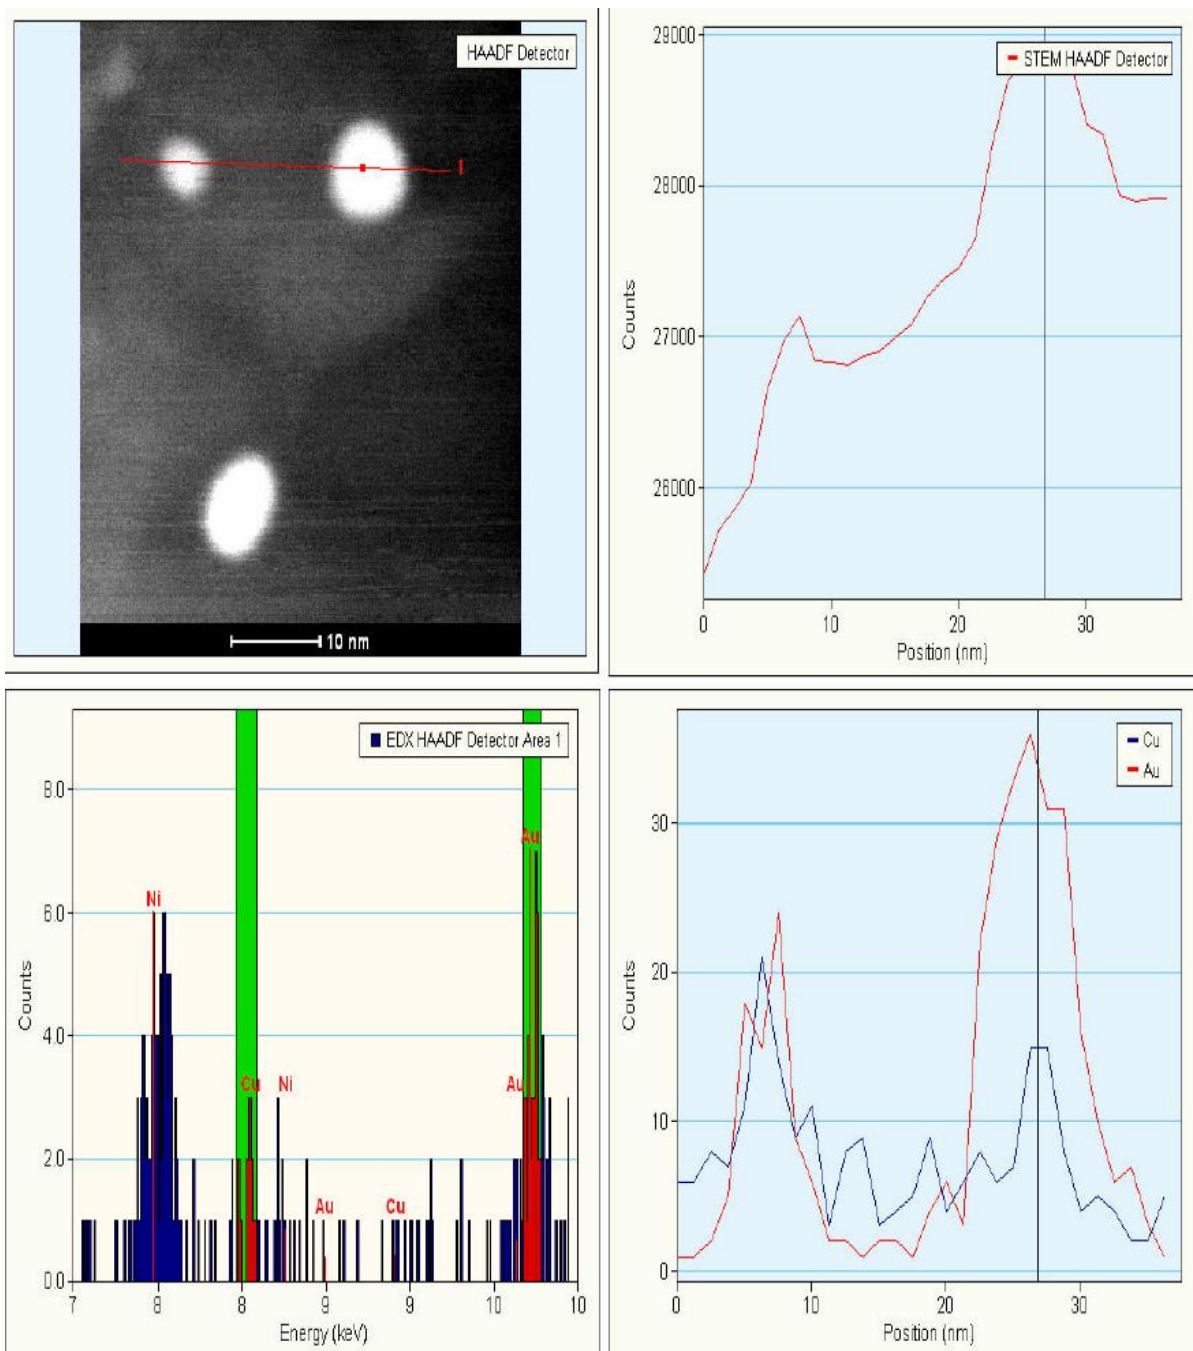 HAADF Detector
1
10 nm
29000
28000
27000
26000
Counts
STEM HAADF Detector
0 10 20 30
Position (nm)
8.0
6.0
4.0
2.0
0.0
Counts
EDX HAADF Detector Area 1
Ni
Cu
Ni
Au
Cu
Au
Au
7 8 8 9 9 10 10
Energy (keV)
30
20
10
0
Counts
Cu
Au
0 10 20 30
Position (nm)